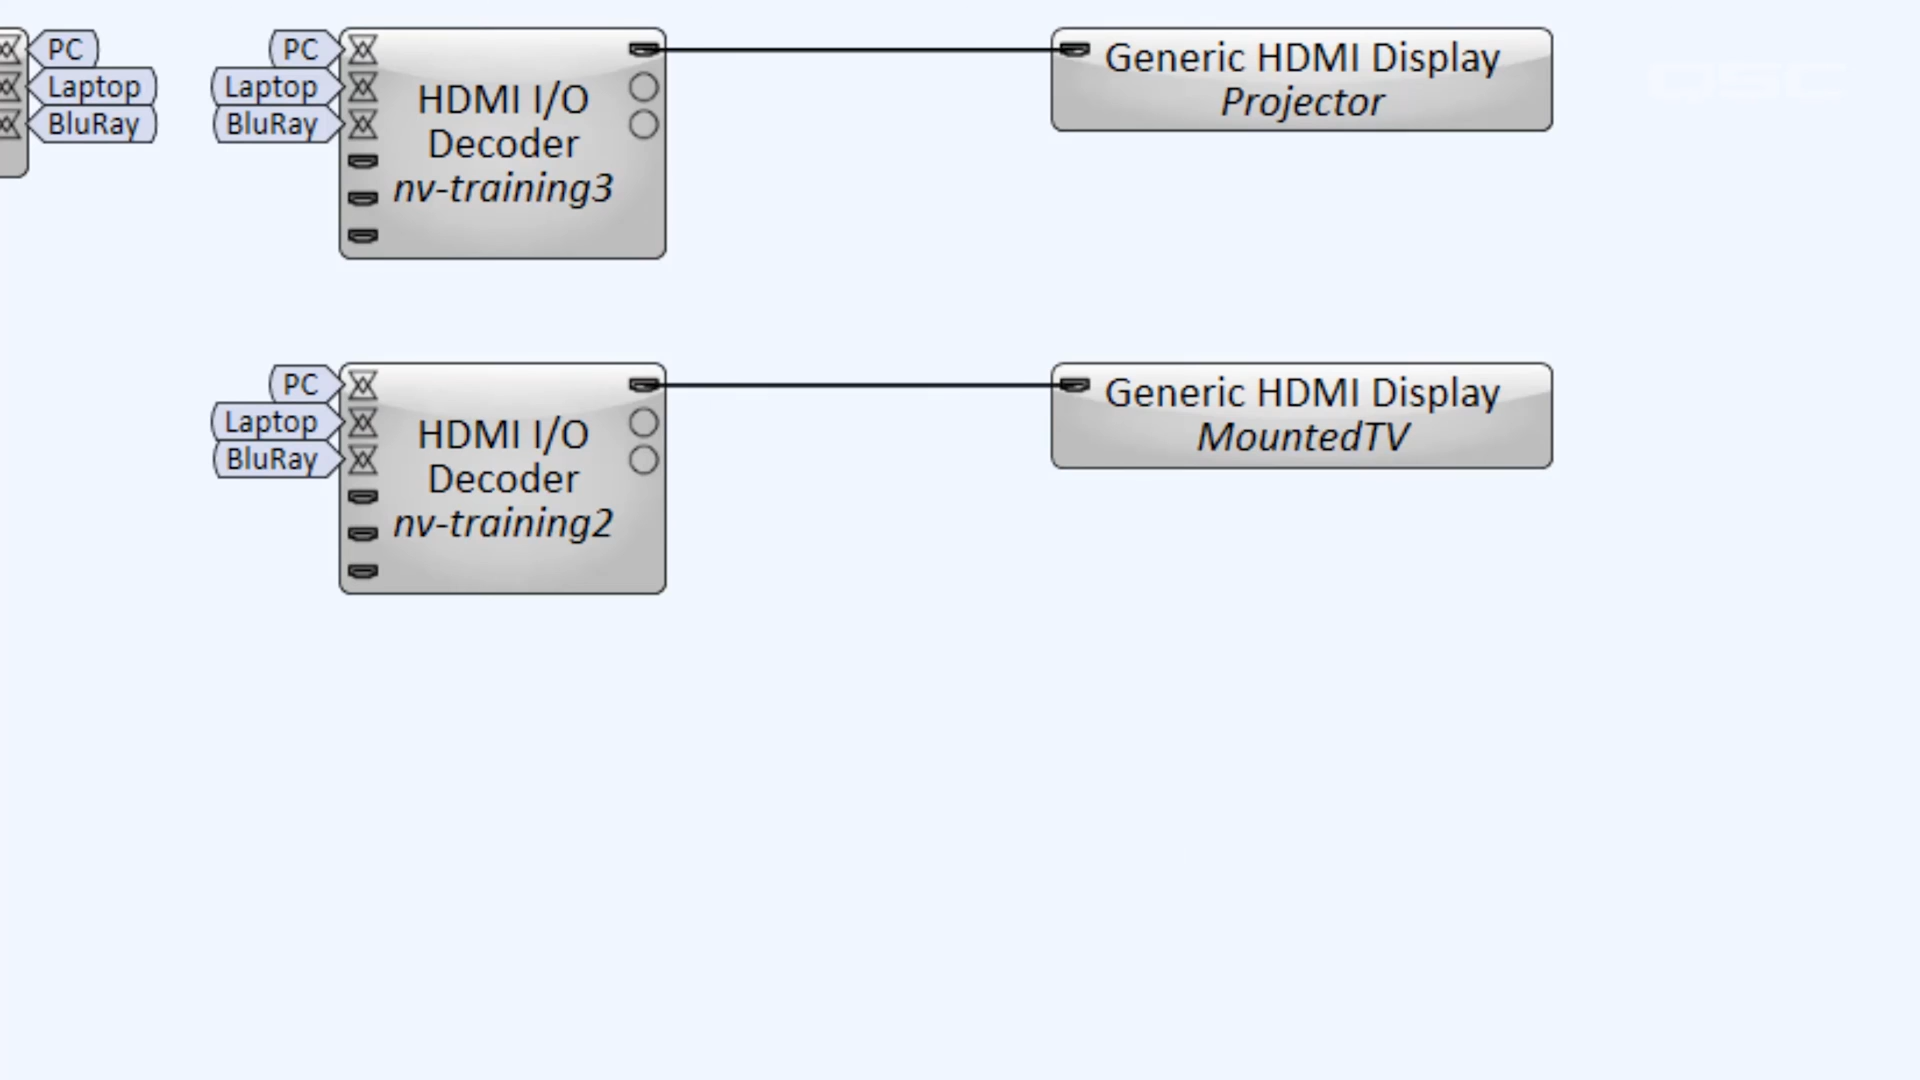 PC
Laptop
BluRay
PC
Laptop
BluRay
HDMI I/O
Decoder
nv-training3
Generic HDMI Display
Projector
QSC
PC
Laptop
BluRay
HDMI I/O
Decoder
nv-training2
Generic HDMI Display
MountedTV